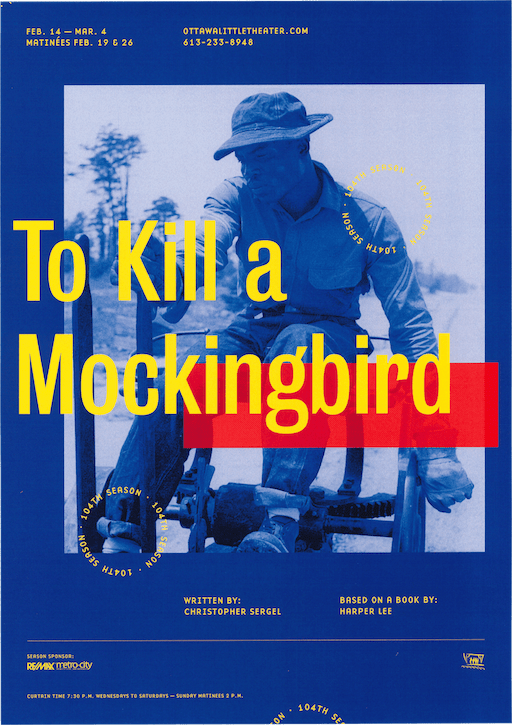 FEB. 14 — MAR. 4
MATINÉES FEB. 19 & 26
OTTAWALITTLETHEATER.COM
613-233-8948
104TH SEASON · 104TH SEASON · 104TH SEASON ·
To Kill a
Mockingbird
104TH SEASON · 104TH SEASON · 104TH SEASON ·
WRITTEN BY:
CHRISTOPHER SERGEL
BASED ON A BOOK BY:
HARPER LEE
SEASON SPONSOR:
RE/MAX metro-city
CURTAIN TIME 7:30 P.M. WEDNESDAYS TO SATURDAYS — SUNDAY MATINEES 2 P.M.
SON · 104TH SE